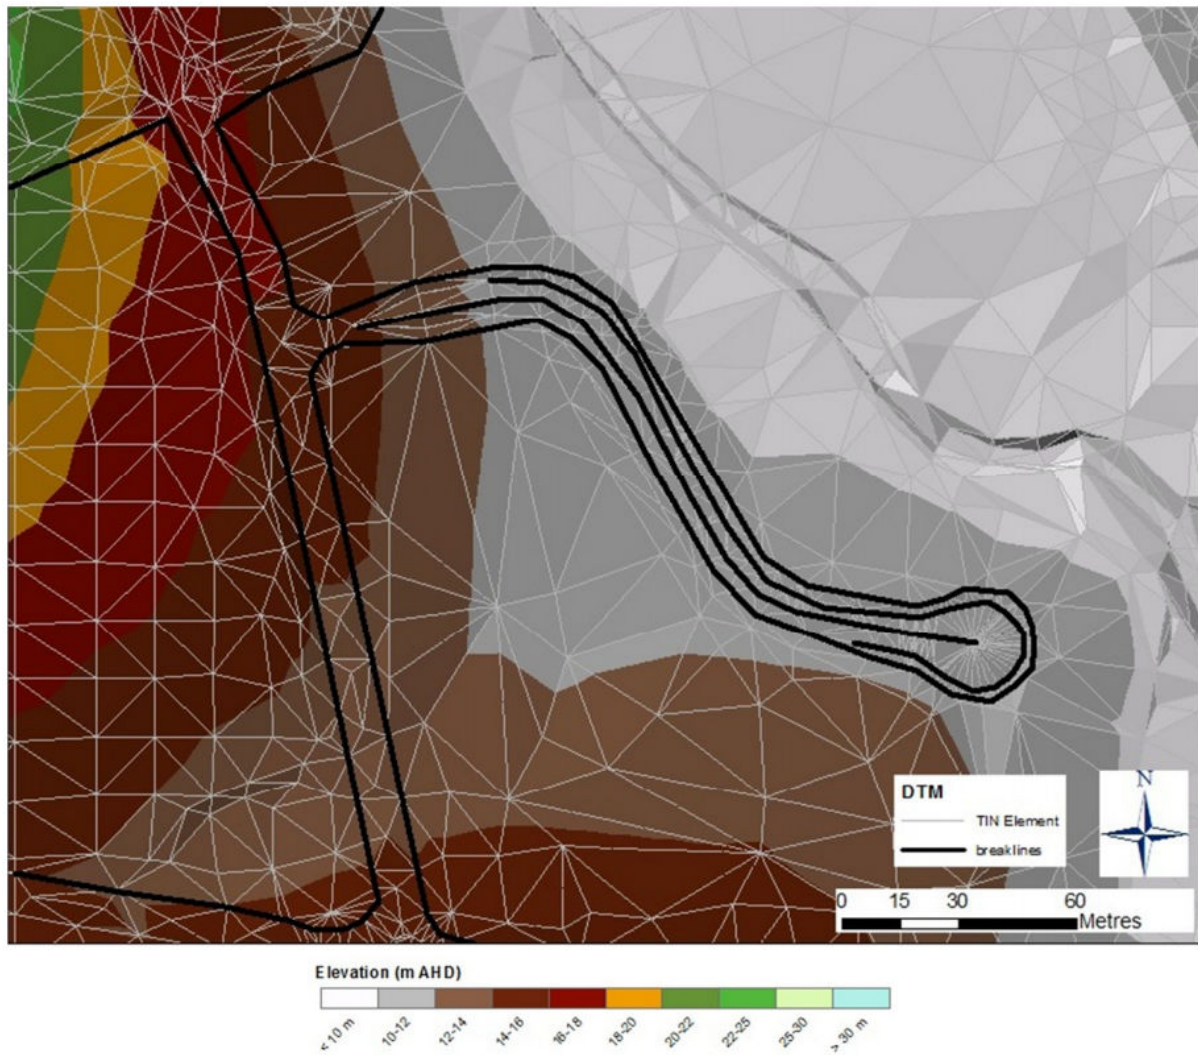 DTM
TIN Element
breaklines
N
0 15 30 60
Metres
Elevation (m AHD)
< 10 m
10-12
12-14
14-16
16-18
18-20
20-22
22-25
25-30
> 30 m